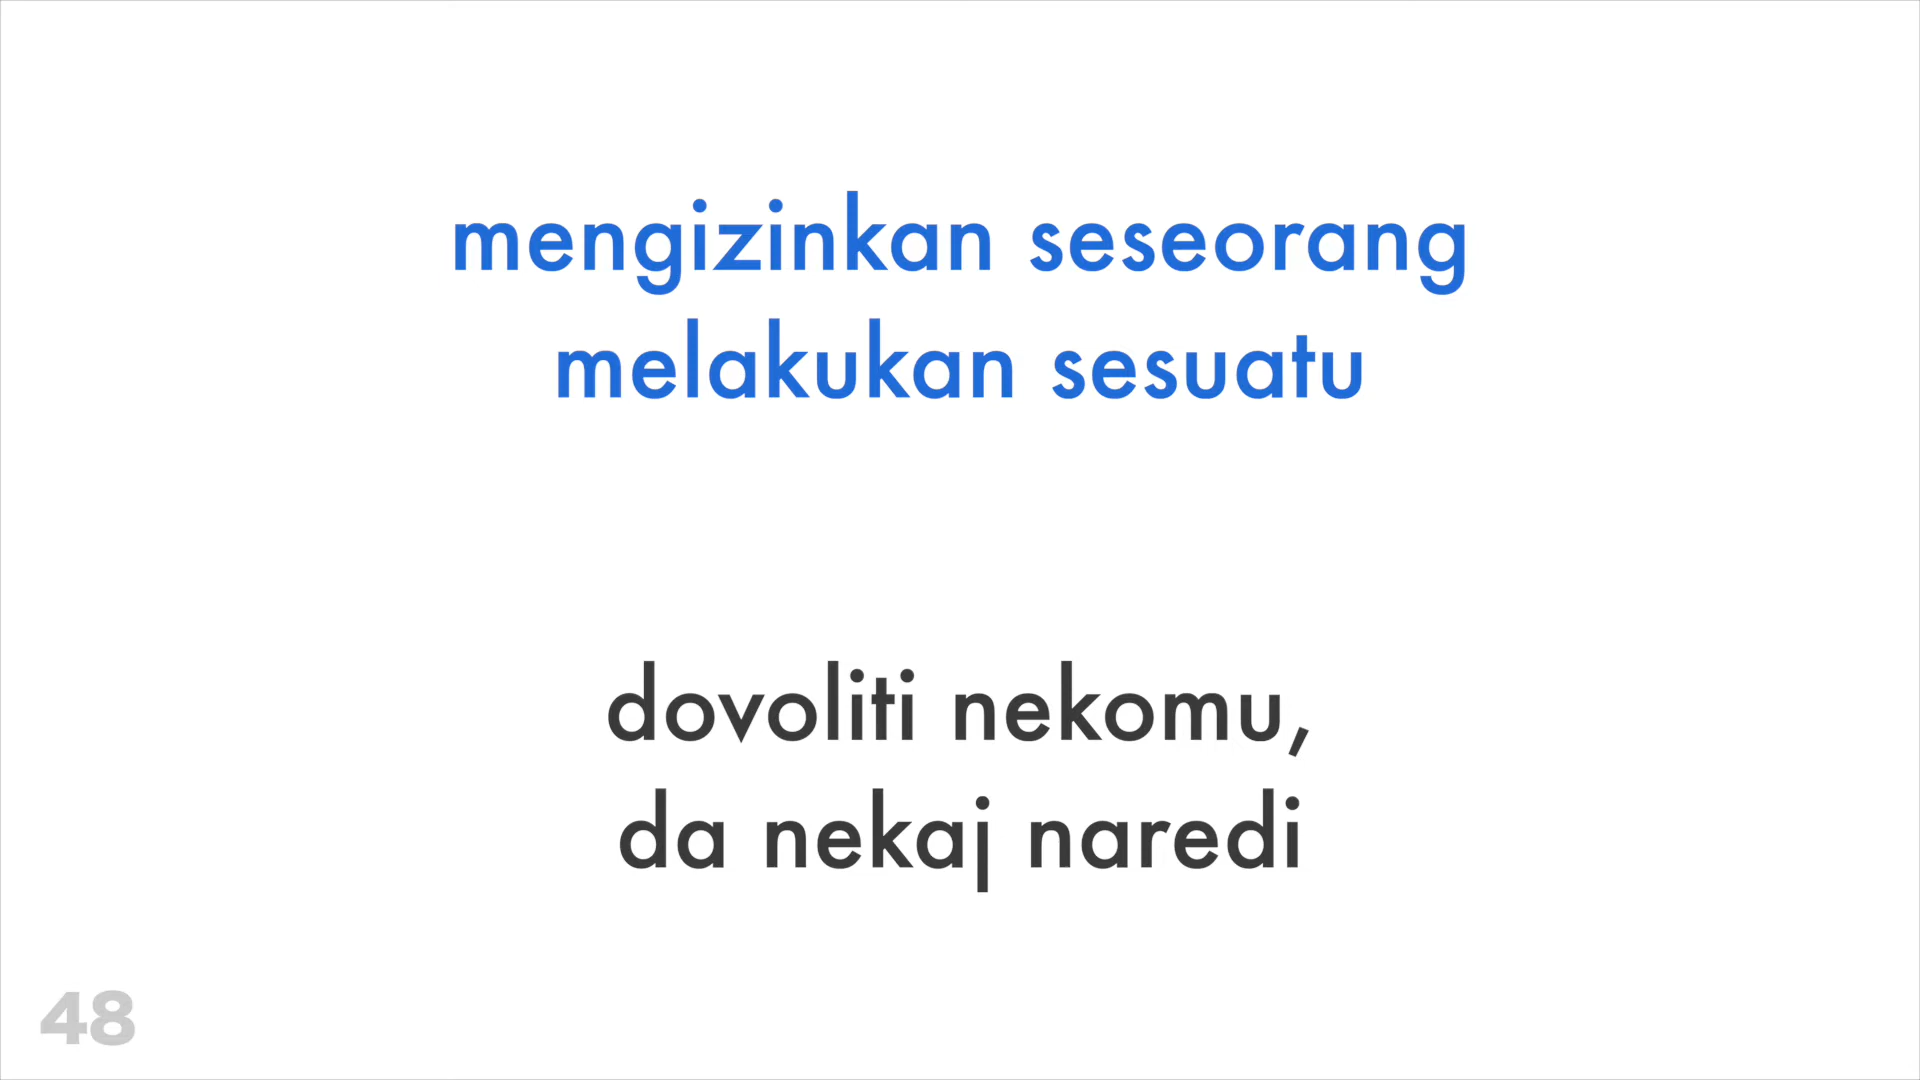 mengizinkan seseorang
melakukan sesuatu
dovoliti nekomu,
da nekaj naredi
48